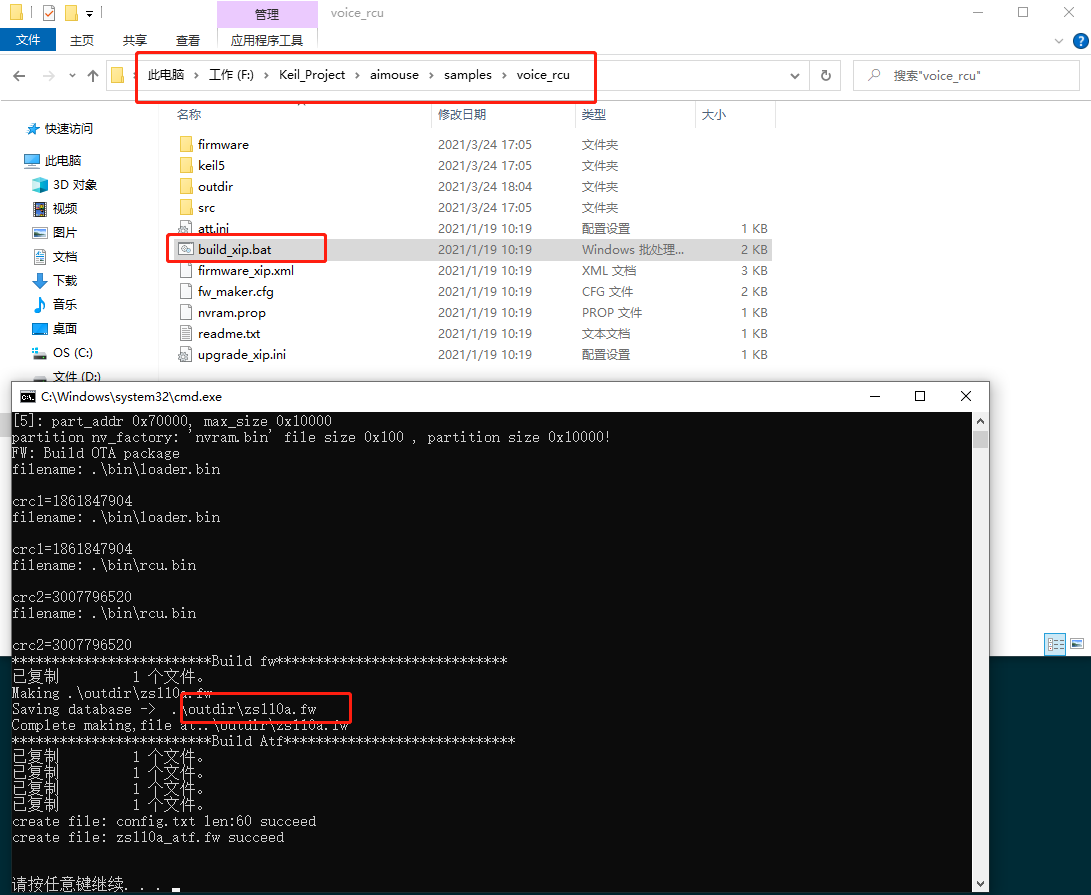 管理
voice_rcu
文件
主页
共享
查看
应用程序工具
此电脑 › 工作 (F:) › Keil_Project › aimouse › samples › voice_rcu
搜索"voice_rcu"
名称 修改日期 类型 大小
快速访问
此电脑
3D 对象
视频
图片
文档
下载
音乐
桌面
OS (C:)
文件 (D:)
firmware 2021/3/24 17:05 文件夹
keil5 2021/3/24 17:05 文件夹
outdir 2021/3/24 18:04 文件夹
src 2021/3/24 17:05 文件夹
att.ini 2021/1/19 10:19 配置设置 1 KB
build_xip.bat 2021/1/19 10:19 Windows 批处理... 2 KB
firmware_xip.xml 2021/1/19 10:19 XML 文档 3 KB
fw_maker.cfg 2021/1/19 10:19 CFG 文件 2 KB
nvram.prop 2021/1/19 10:19 PROP 文件 1 KB
readme.txt 2021/1/19 10:19 文本文档 1 KB
upgrade_xip.ini 2021/1/19 10:19 配置设置 1 KB
C:\Windows\system32\cmd.exe
[5]: part_addr 0x70000, max_size 0x10000
partition nv_factory: 'nvram.bin' file size 0x100 , partition size 0x10000!
FW: Build OTA package
filename: .\bin\loader.bin
crc1=1861847904
filename: .\bin\loader.bin
crc1=1861847904
filename: .\bin\rcu.bin
crc2=3007796520
filename: .\bin\rcu.bin
crc2=3007796520
*************************Build fw*****************************
已复制 1 个文件。
Making .\outdir\zs110a.fw
Saving database -> .\outdir\zs110a.fw
Complete making,file at..\outdir\zs110a.fw
*************************Build Atf*****************************
已复制 1 个文件。
已复制 1 个文件。
已复制 1 个文件。
已复制 1 个文件。
create file: config.txt len:60 succeed
create file: zs110a_atf.fw succeed
请按任意键继续. . .